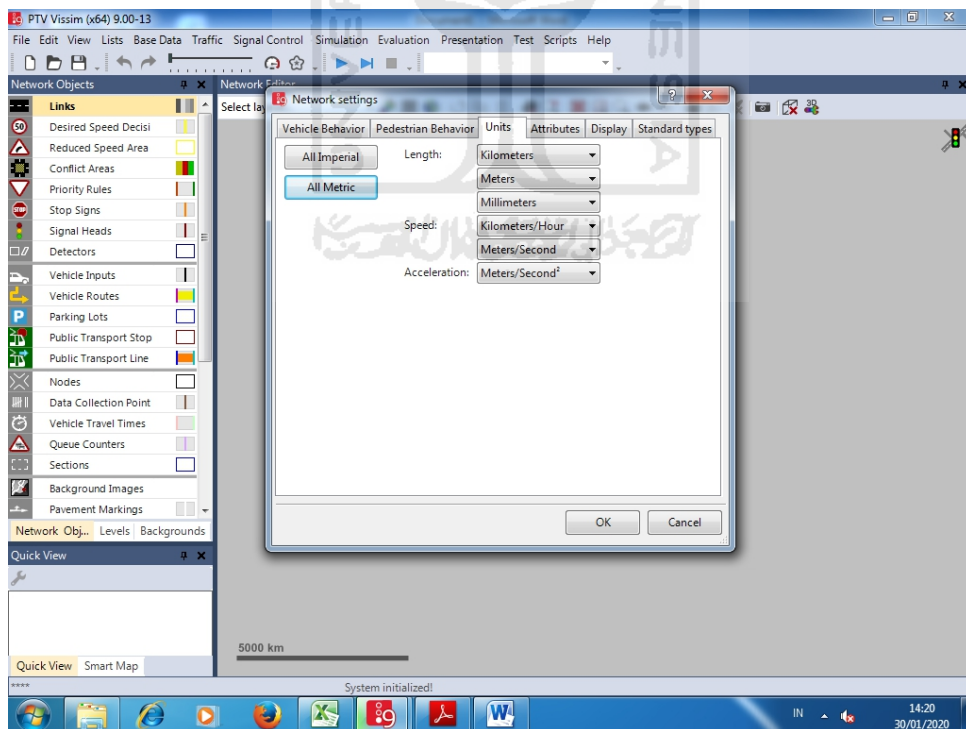 PTV Vissim (x64) 9.00-13
File Edit View Lists Base Data Traffic Signal Control Simulation Evaluation Presentation Test Scripts Help
Network Objects
Network Editor
Select lay
Links
Desired Speed Decisi
Reduced Speed Area
Conflict Areas
Priority Rules
Stop Signs
Signal Heads
Detectors
Vehicle Inputs
Vehicle Routes
Parking Lots
Public Transport Stop
Public Transport Line
Nodes
Data Collection Point
Vehicle Travel Times
Queue Counters
Sections
Background Images
Pavement Markings
Network Obj... Levels Backgrounds
Quick View
Quick View Smart Map
Network settings
Vehicle Behavior Pedestrian Behavior Units Attributes Display Standard types
All Imperial
All Metric
Length: Kilometers
Meters
Millimeters
Speed: Kilometers/Hour
Meters/Second
Acceleration: Meters/Second²
OK Cancel
5000 km
**** System initialized!
IN
14:20
30/01/2020